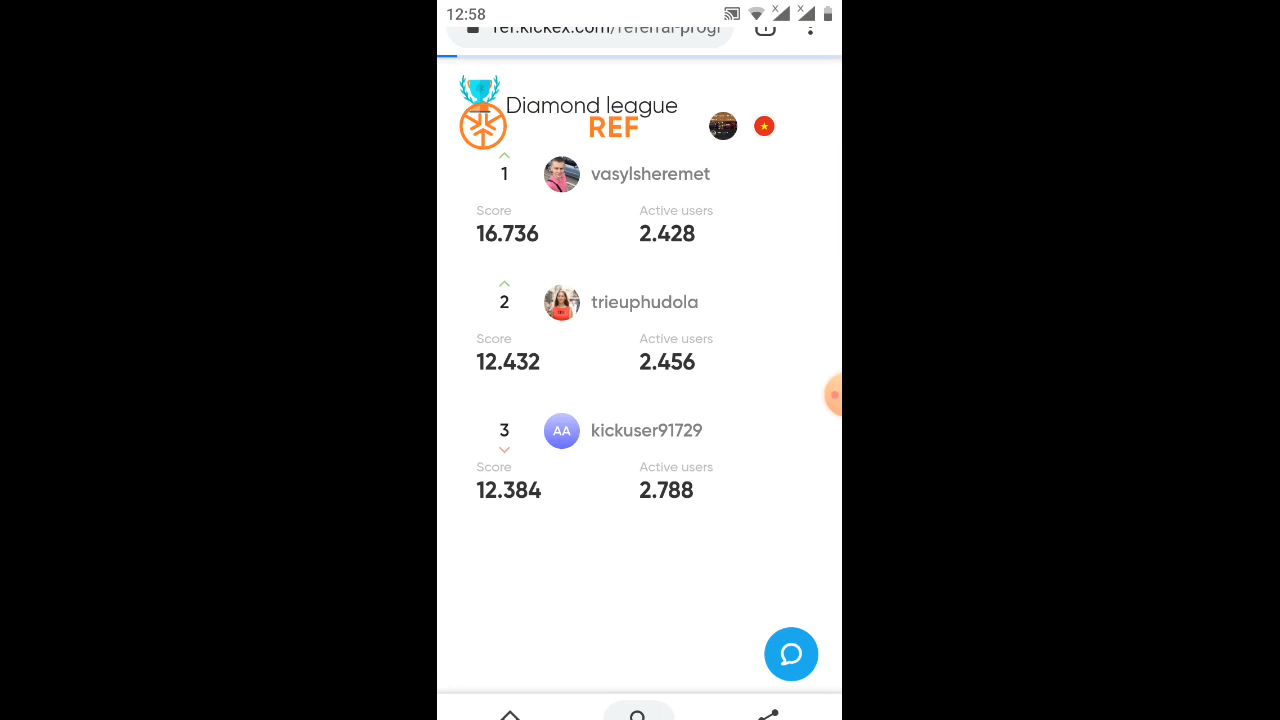 12:58
ref.kickex.com/referral-progr
Diamond league
REF
1 vasylsheremet
Score Active users
16.736 2.428
2 trieuphudola
Score Active users
12.432 2.456
3 AA kickuser91729
Score Active users
12.384 2.788